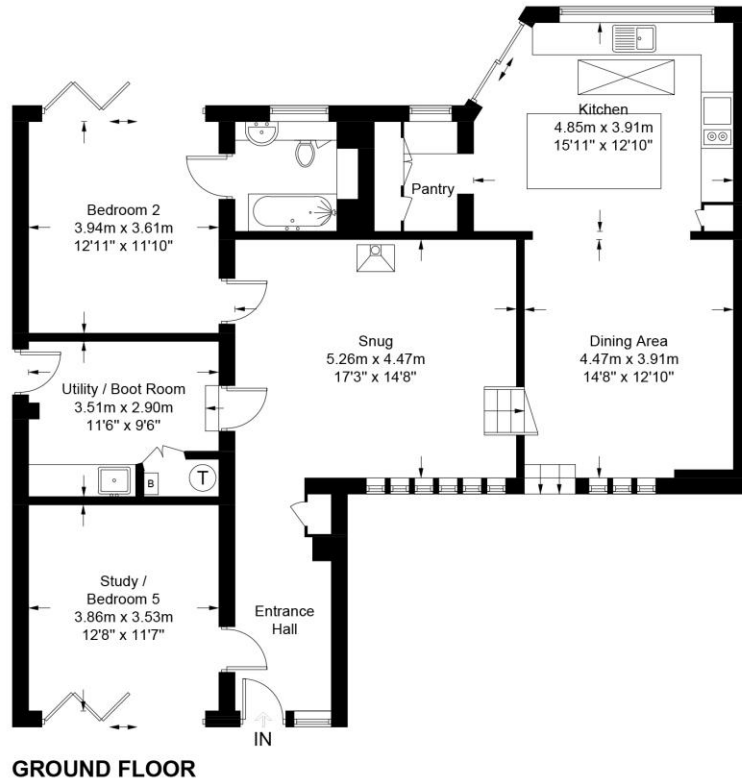 Kitchen
4.85m x 3.91m
15'11" x 12'10"
Pantry
Bedroom 2
3.94m x 3.61m
12'11" x 11'10"
Snug
5.26m x 4.47m
17'3" x 14'8"
Dining Area
4.47m x 3.91m
14'8" x 12'10"
Utility / Boot Room
3.51m x 2.90m
11'6" x 9'6"
B
T
Study /
Bedroom 5
3.86m x 3.53m
12'8" x 11'7"
Entrance
Hall
IN
GROUND FLOOR